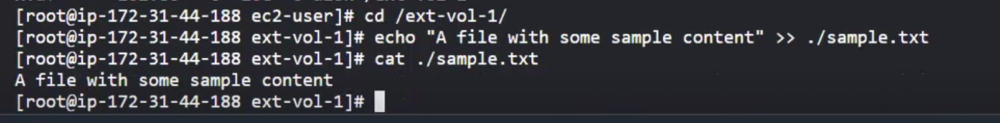 [root@ip-172-31-44-188 ec2-user]# cd /ext-vol-1/
[root@ip-172-31-44-188 ext-vol-1]# echo "A file with some sample content" >> ./sample.txt
[root@ip-172-31-44-188 ext-vol-1]# cat ./sample.txt
A file with some sample content
[root@ip-172-31-44-188 ext-vol-1]#